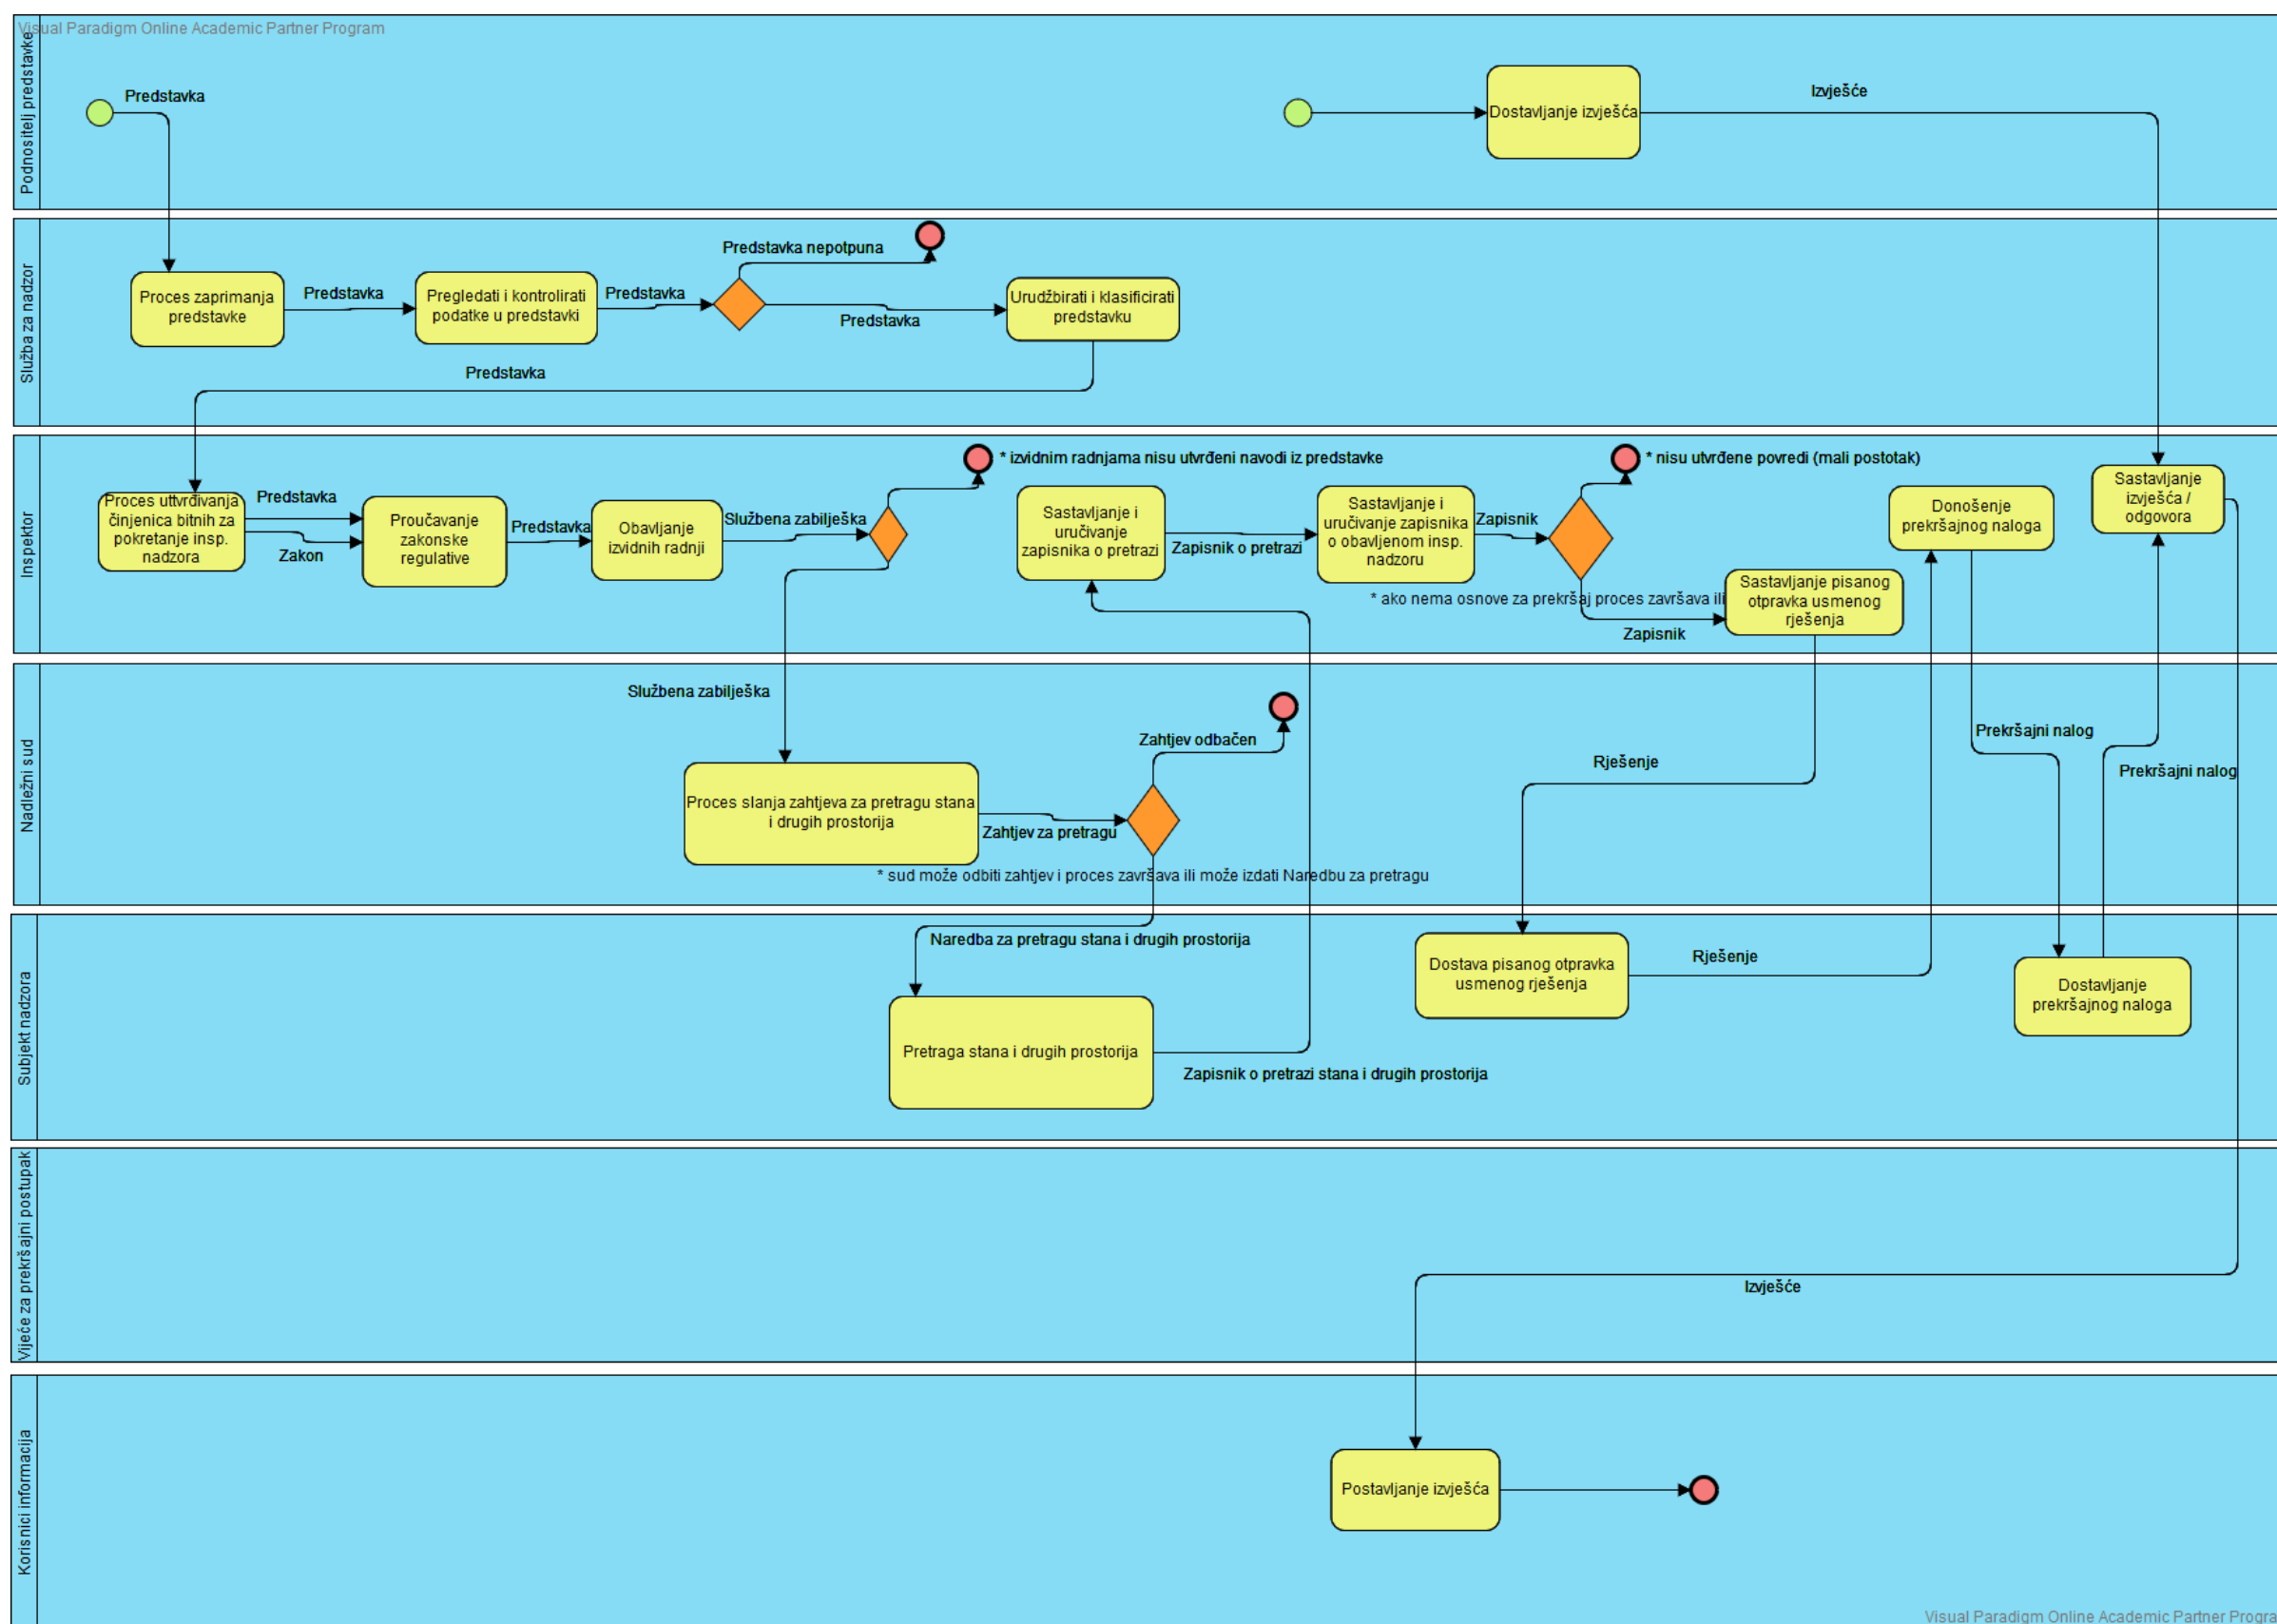 Visual Paradigm Online Academic Partner Program
Podnositelj predstavke
Predstavka
Dostavljanje izvješća
Izvješće
Služba za nadzor
Proces zaprimanja
predstavke
Predstavka
Pregledati i kontrolirati
podatke u predstavki
Predstavka
Predstavka nepotpuna
Predstavka
Urudžbirati i klasificirati
predstavku
Predstavka
Inspektor
Proces uttvrđivanja
činjenica bitnih za
pokretanje insp.
nadzora
Predstavka
Zakon
Proučavanje
zakonske
regulative
Predstavka
Obavljanje
izvidnih radnji
Službena zabilješka
* izvidnim radnjama nisu utvrđeni navodi iz predstavke
Sastavljanje i
uručivanje
zapisnika o pretrazi
Zapisnik o pretrazi
Sastavljanje i
uručivanje zapisnika
o obavljenom insp.
nadzoru
Zapisnik
* nisu utvrđene povredi (mali postotak)
* ako nema osnove za prekršaj proces završava ili
Zapisnik
Sastavljanje pisanog
otpravka usmenog
rješenja
Donošenje
prekršajnog naloga
Sastavljanje
izvješća /
odgovora
Nadležni sud
Službena zabilješka
Proces slanja zahtjeva za pretragu stana
i drugih prostorija
Zahtjev za pretragu
Zahtjev odbačen
* sud može odbiti zahtjev i proces završava ili može izdati Naredbu za pretragu
Rješenje
Prekršajni nalog
Prekršajni nalog
Subjekt nadzora
Naredba za pretragu stana i drugih prostorija
Pretraga stana i drugih prostorija
Zapisnik o pretrazi stana i drugih prostorija
Dostava pisanog otpravka
usmenog rješenja
Rješenje
Dostavljanje
prekršajnog naloga
Vijeće za prekršajni postupak
Izvješće
Korisnici informacija
Postavljanje izvješća
Visual Paradigm Online Academic Partner Progra